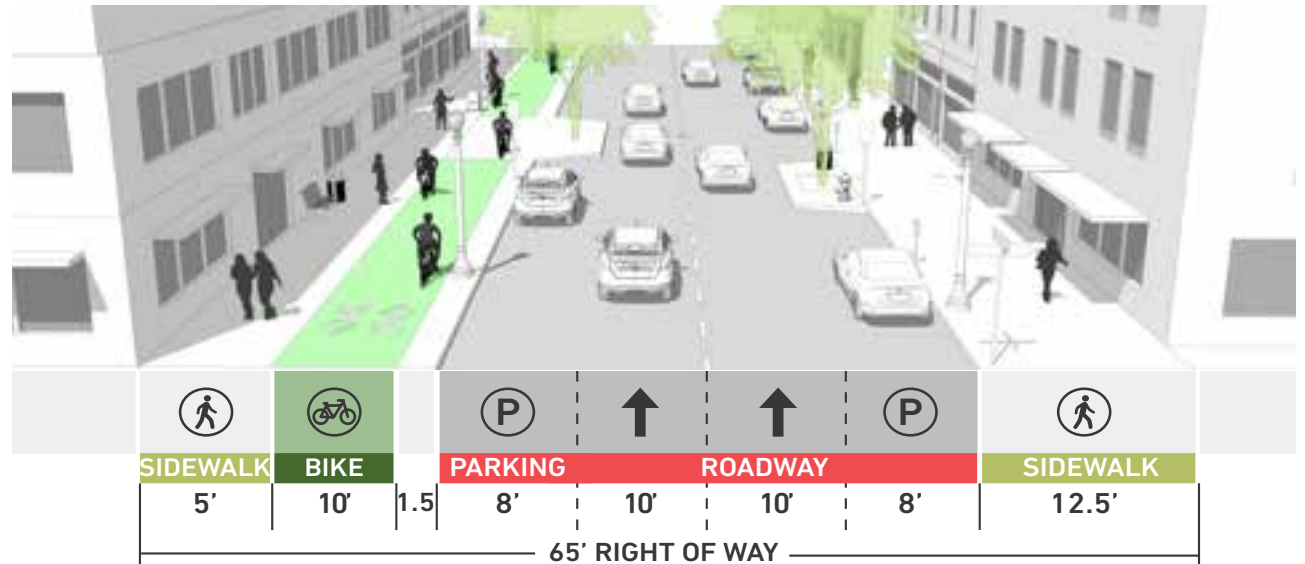 P P
SIDEWALK BIKE PARKING ROADWAY SIDEWALK
5’ 10’ 1.5 8’ 10’ 10’ 8’ 12.5’
65’ RIGHT OF WAY